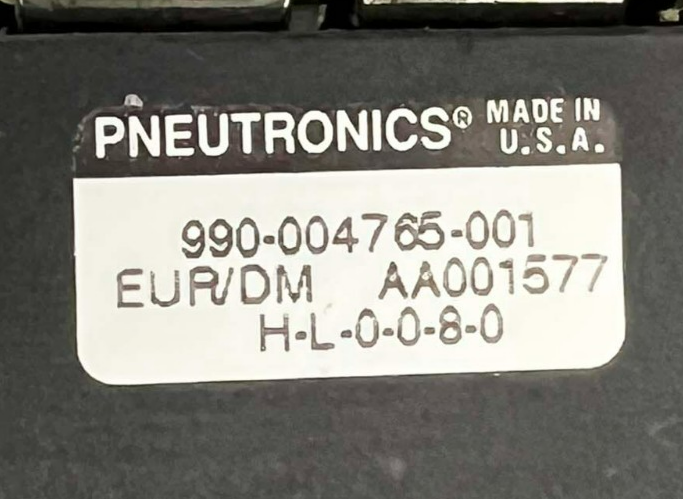 PNEUTRONICS® MADE IN
U.S.A.
990-004765-001
EUR/DM AA001577
H-L-0-0-8-0